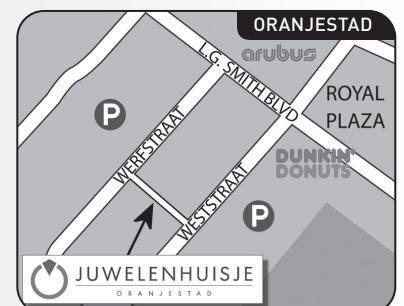 ORANJESTAD
arubus
L.G. SMITH BLVD
ROYAL
PLAZA
P
WERFSTRAAT
DUNKIN'
DONUTS
WESTSTRAAT
P
JUWELENHUISJE
ORANJESTAD